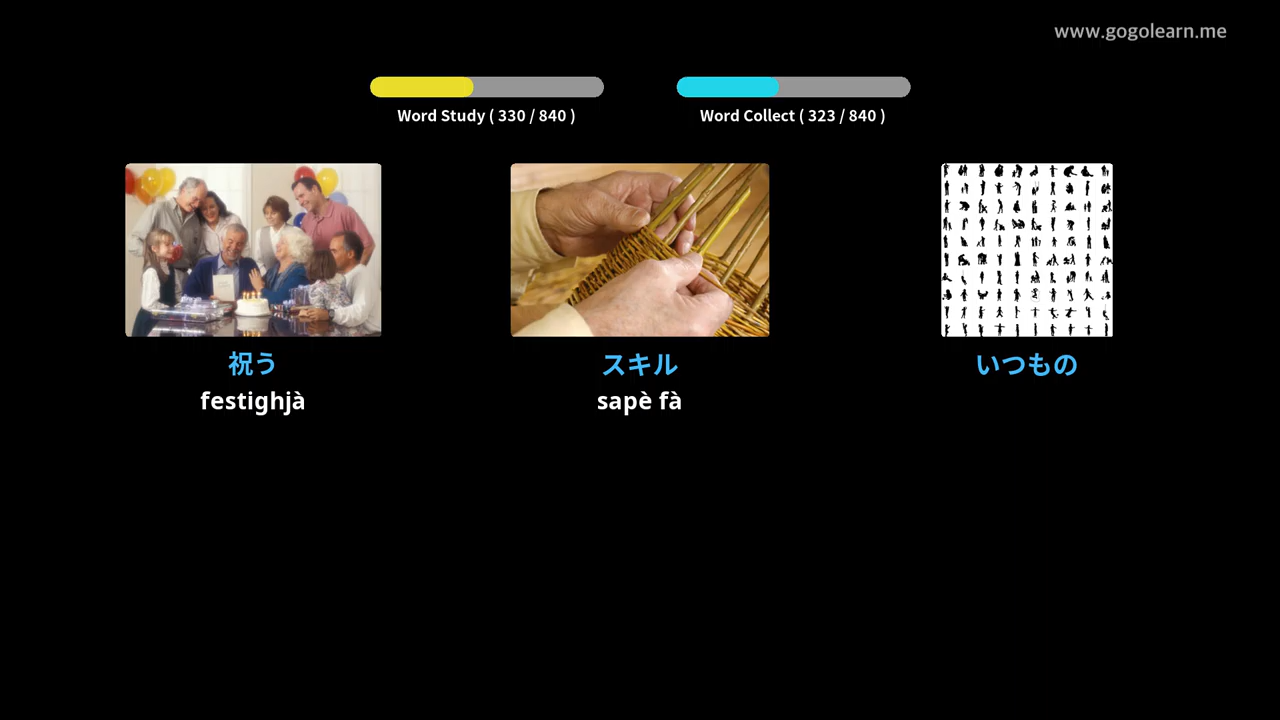 www.gogolearn.me
Word Study ( 330 / 840 )
Word Collect ( 323 / 840 )
祝う
festighjà
スキル
sapè fà
いつもの